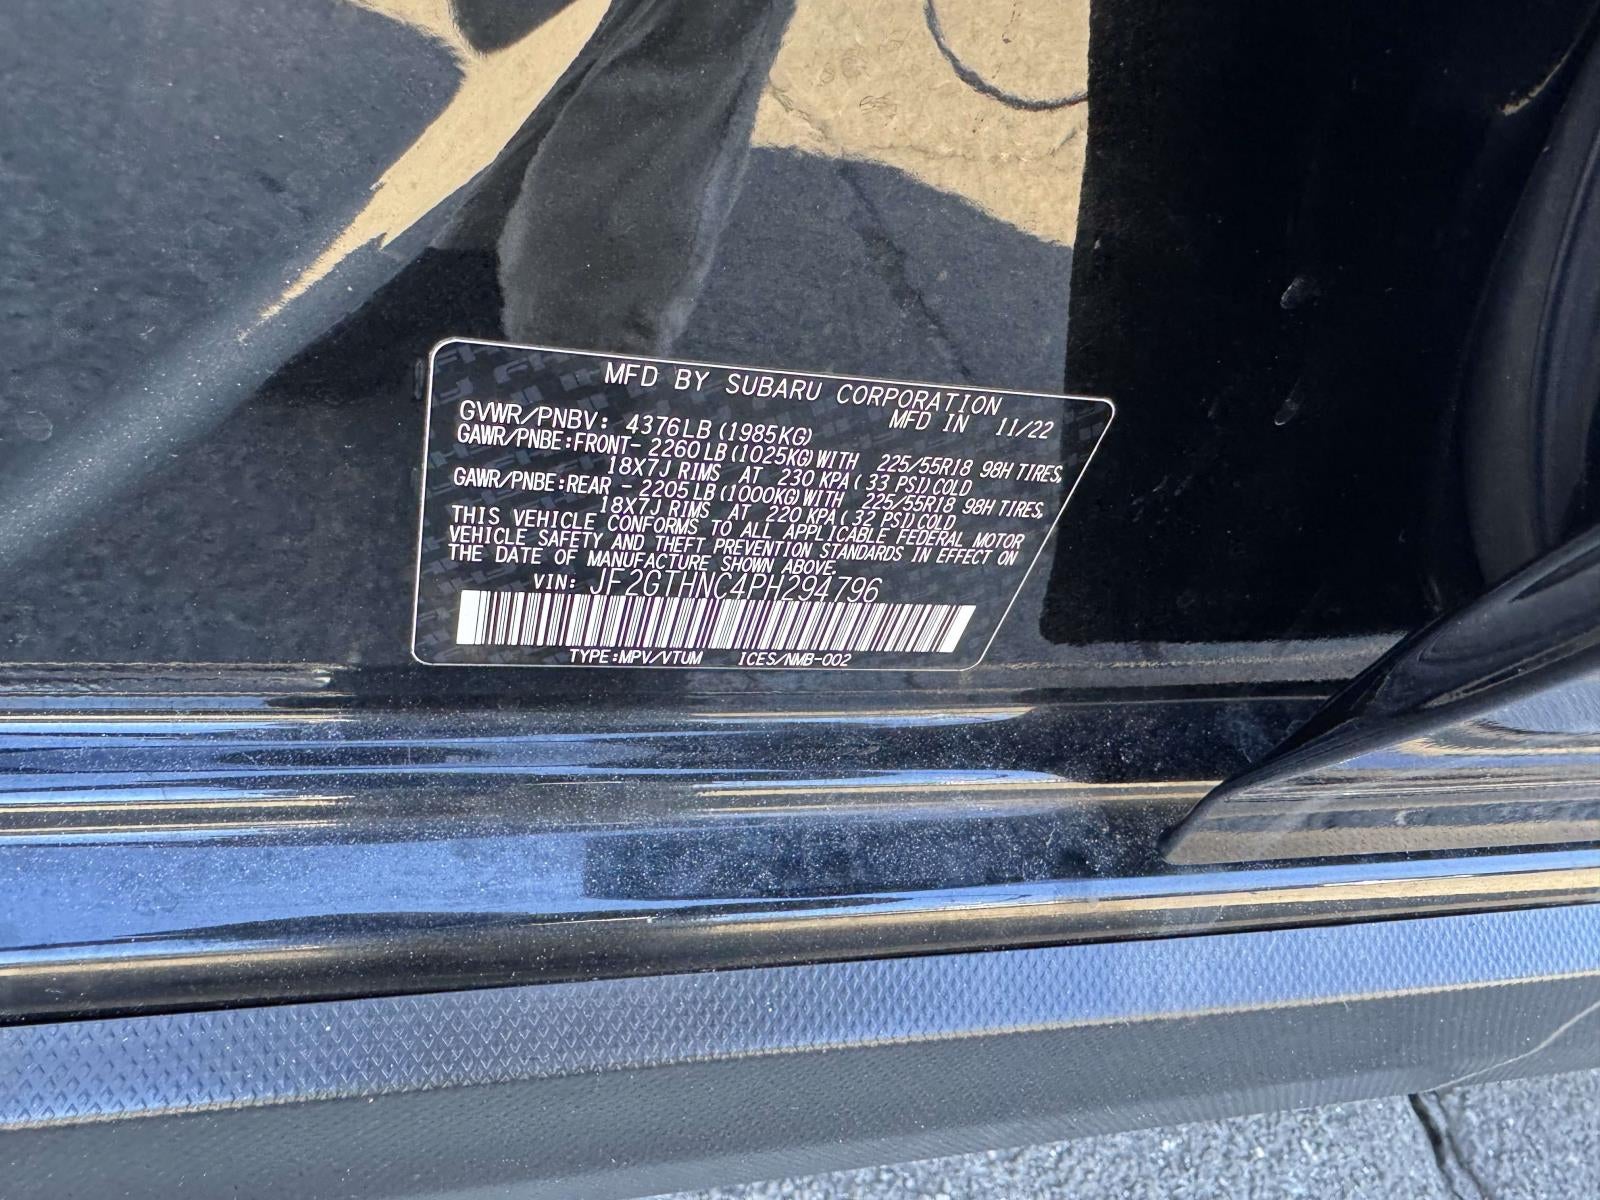 MFD BY SUBARU CORPORATION
MFD IN 11/22
GVWR/PNBV: 4376LB(1985KG)
GAWR/PNBE:FRONT- 2260LB(1025KG)WITH 225/55R18 98H TIRES,
18X7J RIMS AT 230 KPA( 33 PSI)COLD
GAWR/PNBE:REAR - 2205LB(1000KG)WITH 225/55R18 98H TIRES,
18X7J RIMS AT 220 KPA( 32 PSI)COLD
THIS VEHICLE CONFORMS TO ALL APPLICABLE FEDERAL MOTOR
VEHICLE SAFETY AND THEFT PREVENTION STANDARDS IN EFFECT ON
THE DATE OF MANUFACTURE SHOWN ABOVE.
VIN: JF2GTHNC4PH294796
TYPE:MPV/VTUM ICES/NMB-002